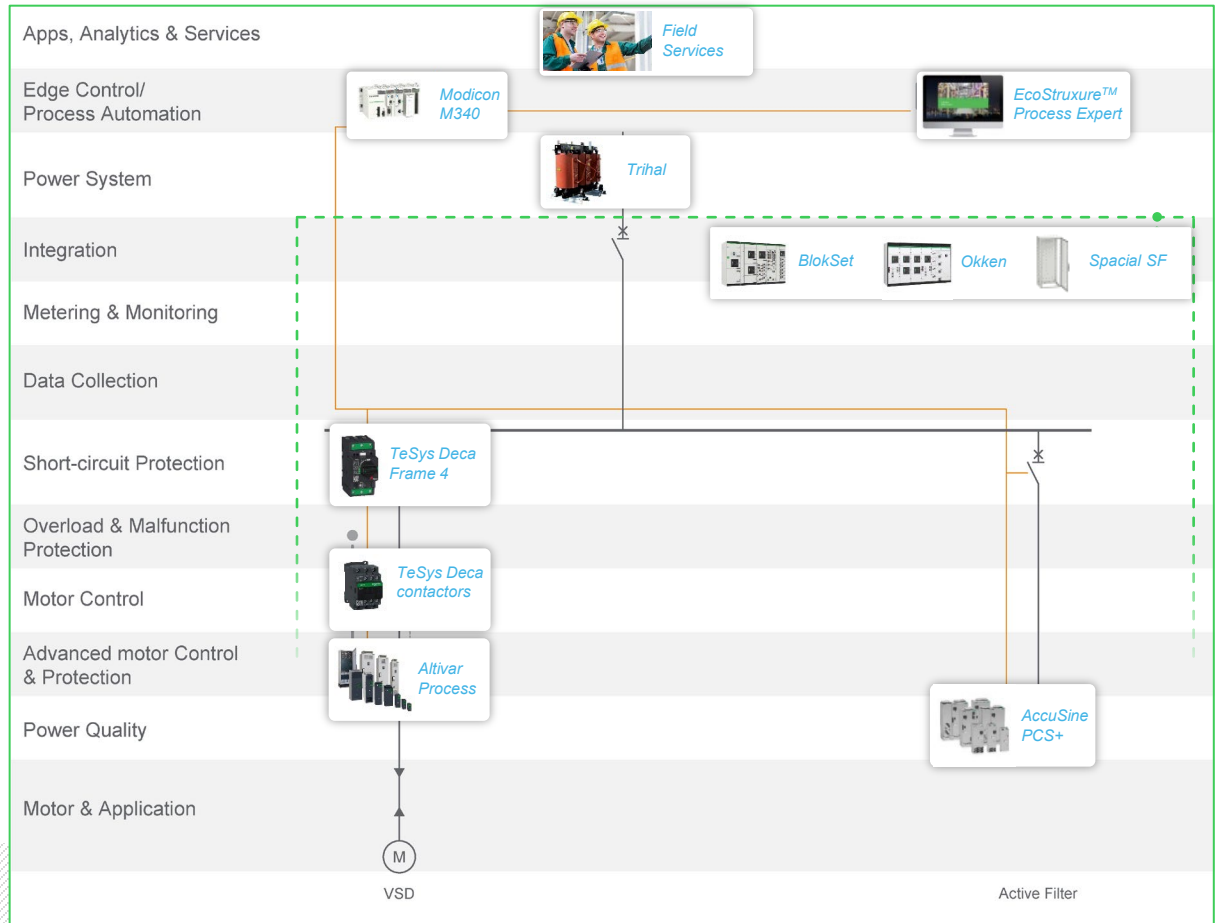 Apps, Analytics & Services
Field
Services
Edge Control/
Process Automation
Modicon
M340
EcoStruxure™
Process Expert
Power System
Trihal
Integration
BlokSet
Okken
Spacial SF
Metering & Monitoring
Data Collection
Short-circuit Protection
TeSys Deca
Frame 4
Overload & Malfunction
Protection
Motor Control
TeSys Deca
contactors
Advanced motor Control
& Protection
Altivar
Process
Power Quality
AccuSine
PCS+
Motor & Application
M
VSD
Active Filter